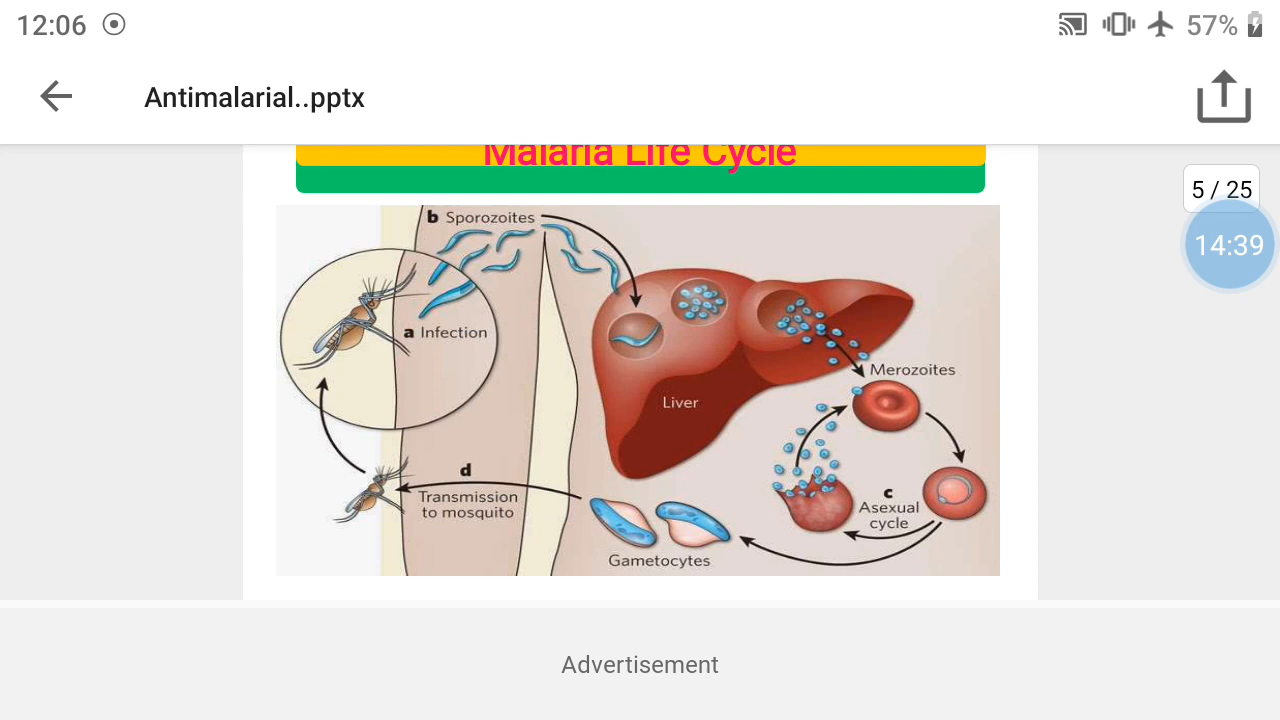 12:06
57%
Antimalarial..pptx
Malaria Life Cycle
5 / 25
14:39
b Sporozoites
a Infection
Merozoites
Liver
d
Transmission
to mosquito
c
Asexual
cycle
Gametocytes
Advertisement